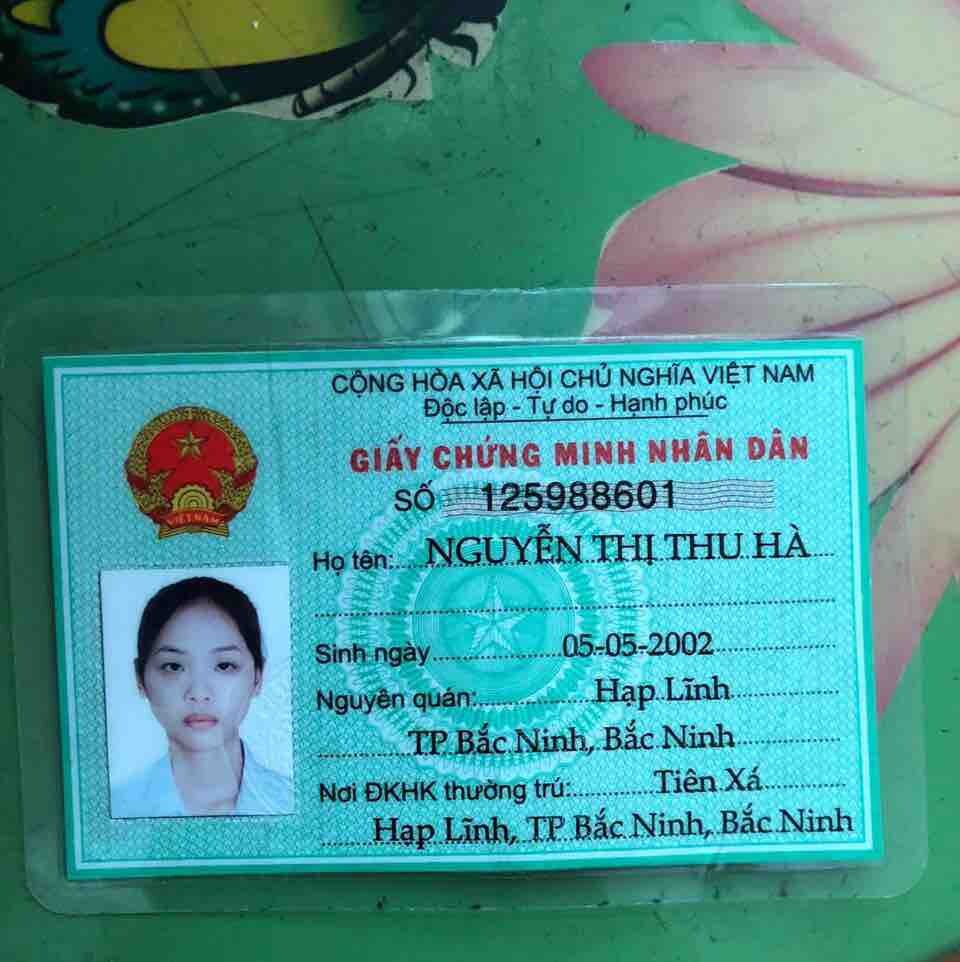 CỘNG HÒA XÃ HỘI CHỦ NGHĨA VIỆT NAM
Độc lập - Tự do - Hạnh phúc
GIẤY CHỨNG MINH NHÂN DÂN
SỐ 125988601
Họ tên: NGUYỄN THỊ THU HÀ
Sinh ngày 05-05-2002
Nguyên quán: Hạp Lĩnh
TP Bắc Ninh, Bắc Ninh
Nơi ĐKHK thường trú: Tiên Xá
Hạp Lĩnh, TP Bắc Ninh, Bắc Ninh
VIỆT NAM